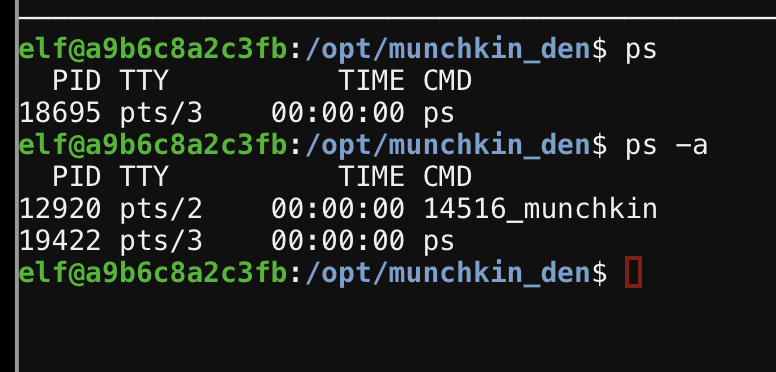 elf@a9b6c8a2c3fb:/opt/munchkin_den$ ps
PID TTY TIME CMD
18695 pts/3 00:00:00 ps
elf@a9b6c8a2c3fb:/opt/munchkin_den$ ps -a
PID TTY TIME CMD
12920 pts/2 00:00:00 14516_munchkin
19422 pts/3 00:00:00 ps
elf@a9b6c8a2c3fb:/opt/munchkin_den$